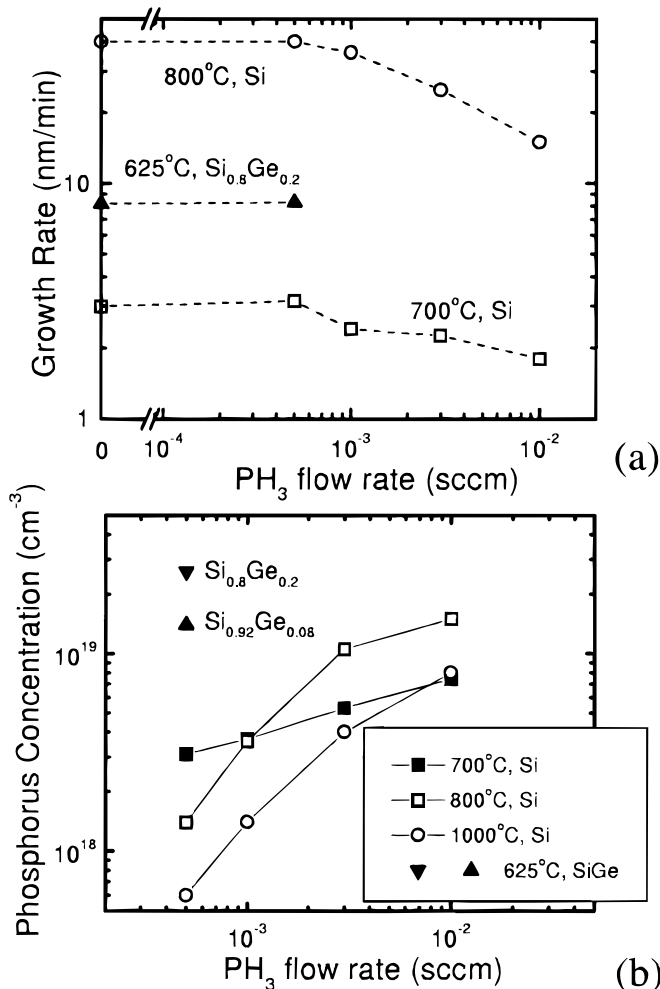 800°C, Si
625°C, Si₀.₈Ge₀.₂
10
700°C, Si
1
0 10⁻⁴ 10⁻³ 10⁻²
Growth Rate (nm/min)
PH₃ flow rate (sccm)
(a)
Si₀.₈Ge₀.₂
Si₀.₉₂Ge₀.₀₈
10¹⁹
10¹⁸
700°C, Si
800°C, Si
1000°C, Si
625°C, SiGe
10⁻³ 10⁻²
Phosphorus Concentration (cm⁻³)
PH₃ flow rate (sccm)
(b)